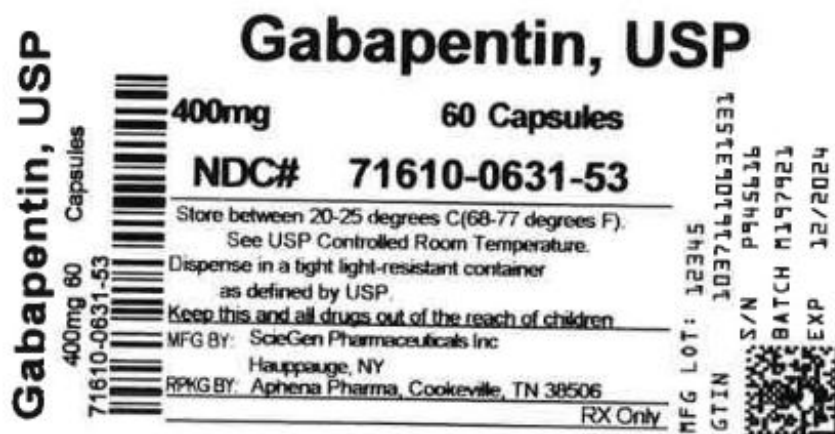 Gabapentin, USP
400mg 60 Capsules
NDC# 71610-0631-53
Store between 20-25 degrees C(68-77 degrees F).
See USP Controlled Room Temperature.
Dispense in a tight light-resistant container
as defined by USP.
Keep this and all drugs out of the reach of children
MFG BY: ScieGen Pharmaceuticals Inc
Hauppauge, NY
RPKG BY: Aphena Pharma, Cookeville, TN 38506
RX Only
Gabapentin, USP
400mg 60 Capsules
71610-0631-53
MFG LOT: 12345
GTIN 10371610631531
S/N P945616
BATCH M197921
EXP 12/2024